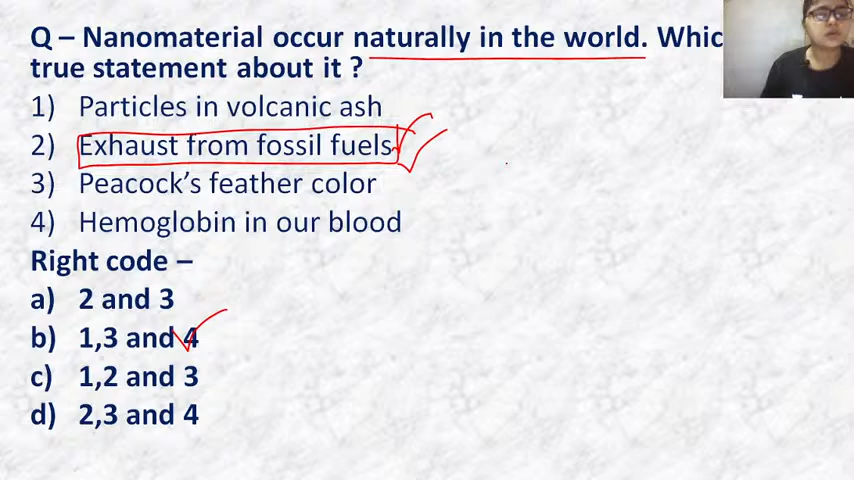 Q – Nanomaterial occur naturally in the world. Whic
true statement about it ?
1) Particles in volcanic ash
2) Exhaust from fossil fuels
3) Peacock's feather color
4) Hemoglobin in our blood
Right code –
a) 2 and 3
b) 1,3 and 4
c) 1,2 and 3
d) 2,3 and 4